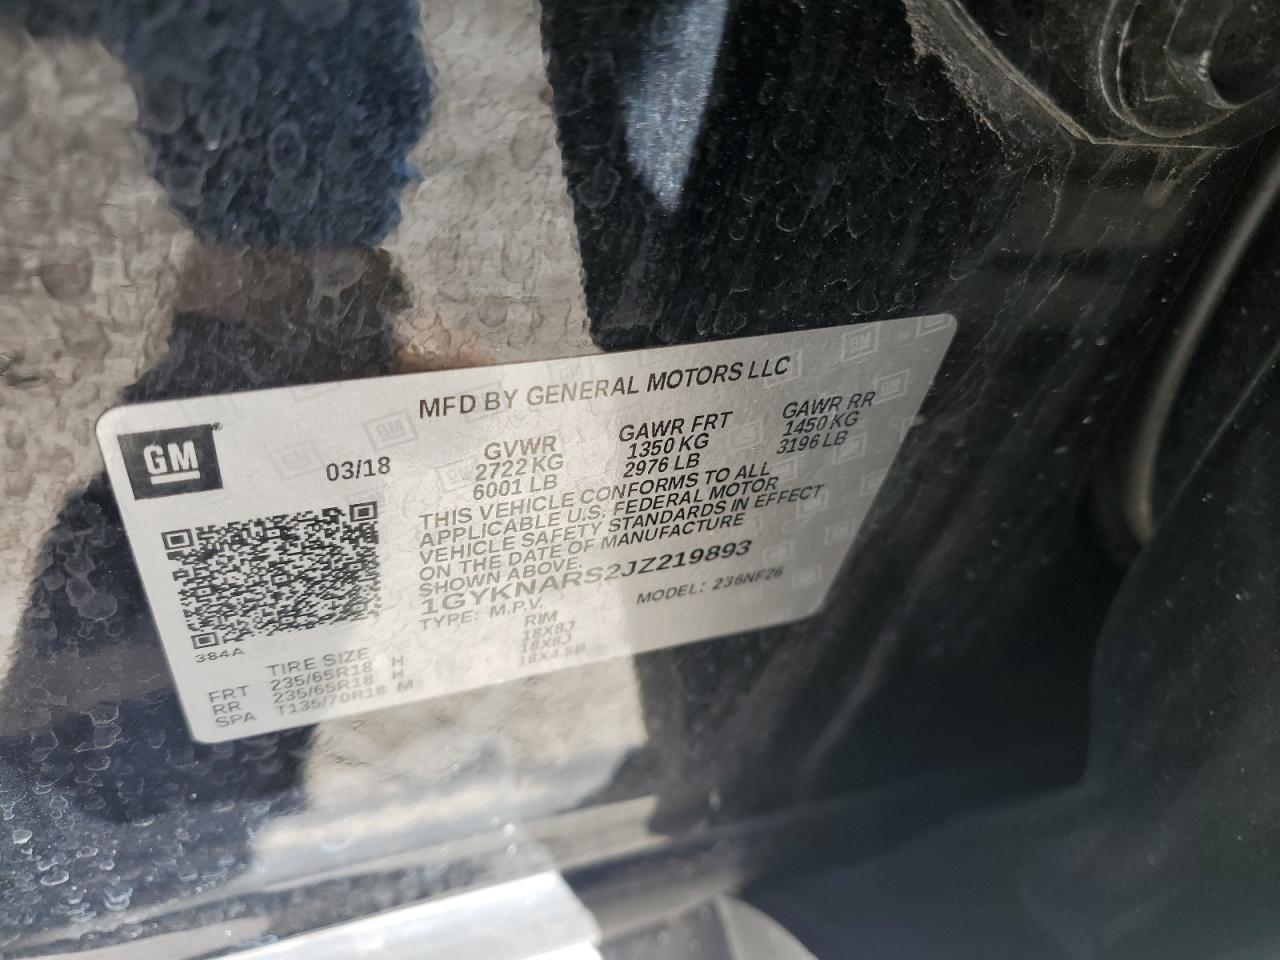 MFD BY GENERAL MOTORS LLC
GM
03/18
GVWR
2722 KG
6001 LB
GAWR FRT
1350 KG
2976 LB
GAWR RR
1450 KG
3196 LB
THIS VEHICLE CONFORMS TO ALL
APPLICABLE U.S. FEDERAL MOTOR
VEHICLE SAFETY STANDARDS IN EFFECT
ON THE DATE OF MANUFACTURE
SHOWN ABOVE.
1GYKNARS2JZ219893
TYPE: M.P.V.
MODEL: 236NF26
384A
TIRE SIZE
RIM
FRT 235/65R18 H 18X8J
RR 235/65R18 H 18X8J
SPA T135/70R18 M 18X4.5B